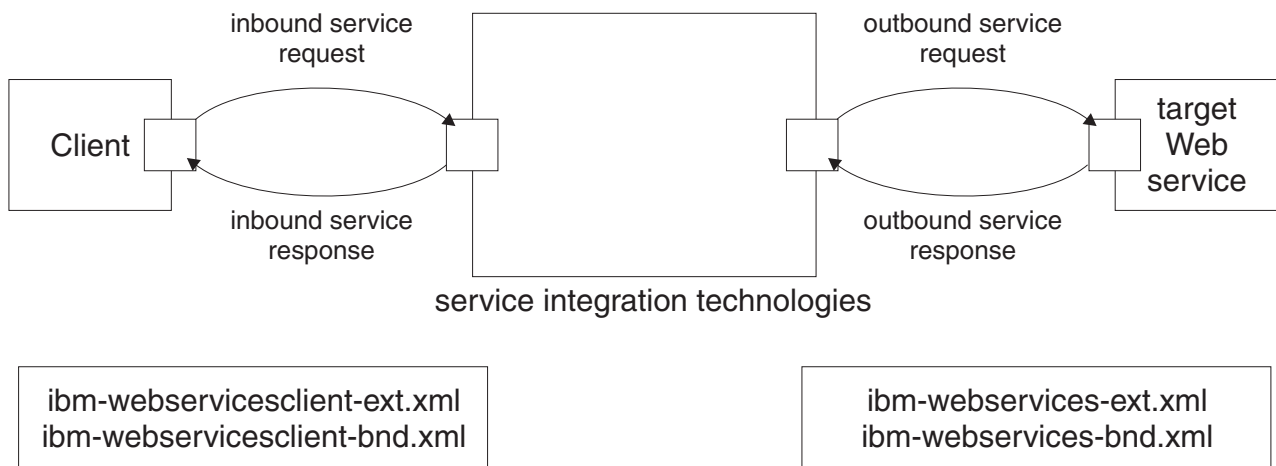 inbound service
request
outbound service
request
Client
target
Web
service
inbound service
response
outbound service
response
service integration technologies
ibm-webservicesclient-ext.xml
ibm-webservicesclient-bnd.xml
ibm-webservices-ext.xml
ibm-webservices-bnd.xml